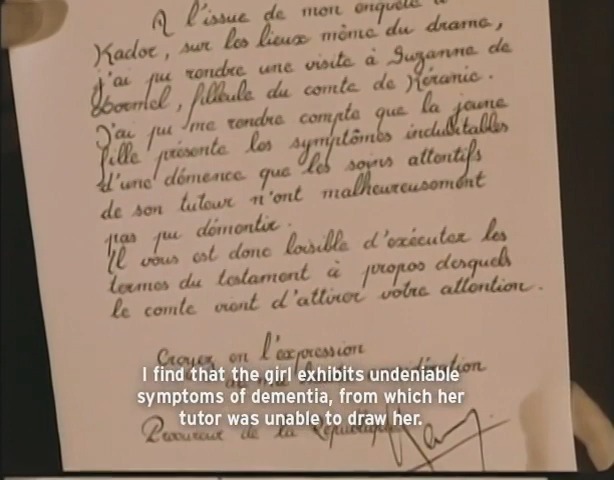 A l'issue de mon enquête à
Kador, sur les lieux même du drame,
j'ai pu rendre une visite à Suzanne de
Lormel, filleule du comte de Kéranic.
J'ai pu me rendre compte que la jeune
fille présente les symptômes indubitables
d'une démence que les soins attentifs
de son tuteur n'ont malheureusement
pas pu démentir.
Il vous est donc loisible d'exécuter les
termes du testament à propos desquels
le comte vient d'attirer votre attention.
Croyez en l'expression
I find that the girl exhibits undeniable
symptoms of dementia, from which her
tutor was unable to draw her.
Procureur de la République